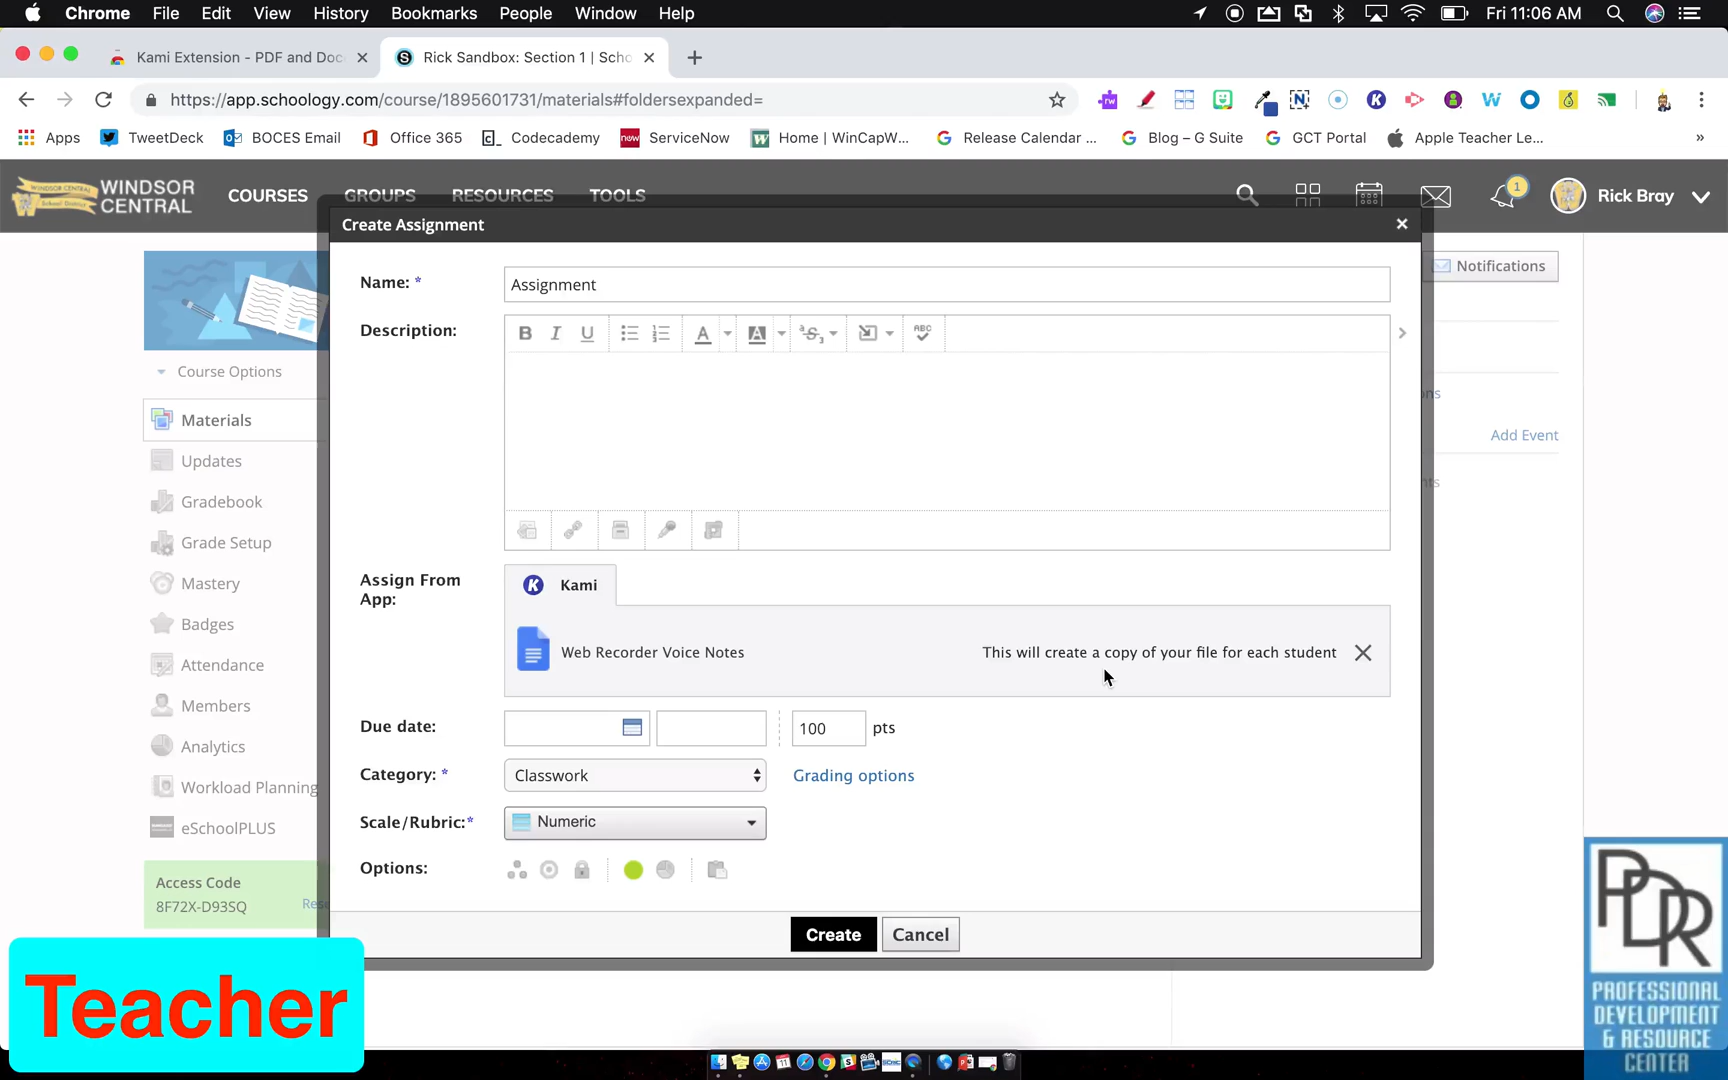 Chrome File Edit View History Bookmarks People Window Help Fri 11:06 AM
Kami Extension - PDF and Doc Rick Sandbox: Section 1 | Scho
https://app.schoology.com/course/1895601731/materials#foldersexpanded=
Apps TweetDeck BOCES Email Office 365 Codecademy ServiceNow Home | WinCapW... Release Calendar ... Blog – G Suite GCT Portal Apple Teacher Le... »
WINDSOR
CENTRAL
COURSES GROUPS RESOURCES TOOLS 1 Rick Bray
Create Assignment
Notifications
Name: * Assignment
Description: B I U A A ABC
Course Options
Materials
Add Event
Updates
Gradebook
Grade Setup
Mastery
Badges
Attendance
Members
Analytics
Workload Planning
eSchoolPLUS
Access Code
8F72X-D93SQ Res
Assign From
App:
K Kami
Web Recorder Voice Notes This will create a copy of your file for each student
Due date: 100 pts
Category: * Classwork Grading options
Scale/Rubric:* Numeric
Options:
Create Cancel
Teacher
PDR
PROFESSIONAL
DEVELOPMENT
& RESOURCE
CENTER